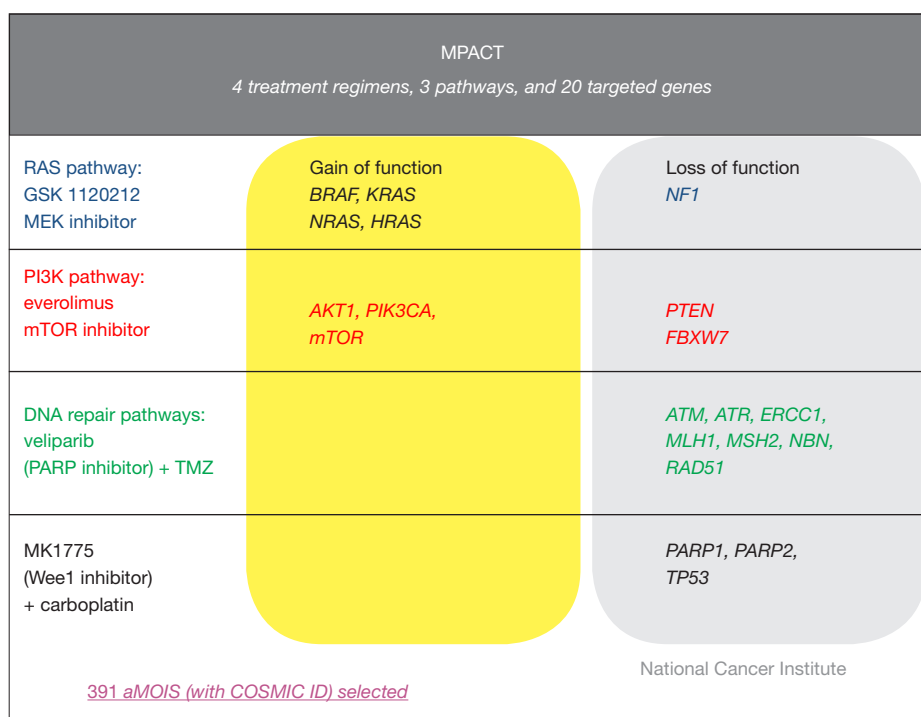 MPACT
4 treatment regimens, 3 pathways, and 20 targeted genes
RAS pathway:
GSK 1120212
MEK inhibitor
Gain of function
BRAF, KRAS
NRAS, HRAS
Loss of function
NF1
PI3K pathway:
everolimus
mTOR inhibitor
AKT1, PIK3CA,
mTOR
PTEN
FBXW7
DNA repair pathways:
veliparib
(PARP inhibitor) + TMZ
ATM, ATR, ERCC1,
MLH1, MSH2, NBN,
RAD51
MK1775
(Wee1 inhibitor)
+ carboplatin
PARP1, PARP2,
TP53
National Cancer Institute
391 aMOIS (with COSMIC ID) selected